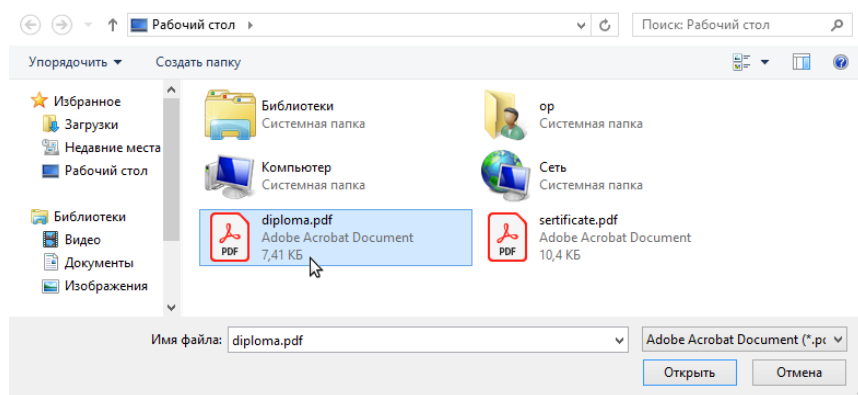 Рабочий стол
Поиск: Рабочий стол
Упорядочить
Создать папку
Избранное
Загрузки
Недавние места
Рабочий стол
Библиотеки
Видео
Документы
Изображения
Библиотеки
Системная папка
op
Системная папка
Компьютер
Системная папка
Сеть
Системная папка
PDF
diploma.pdf
Adobe Acrobat Document
7,41 КБ
PDF
sertificate.pdf
Adobe Acrobat Document
10,4 КБ
Имя файла:
diploma.pdf
Adobe Acrobat Document (*.pc
Открыть
Отмена